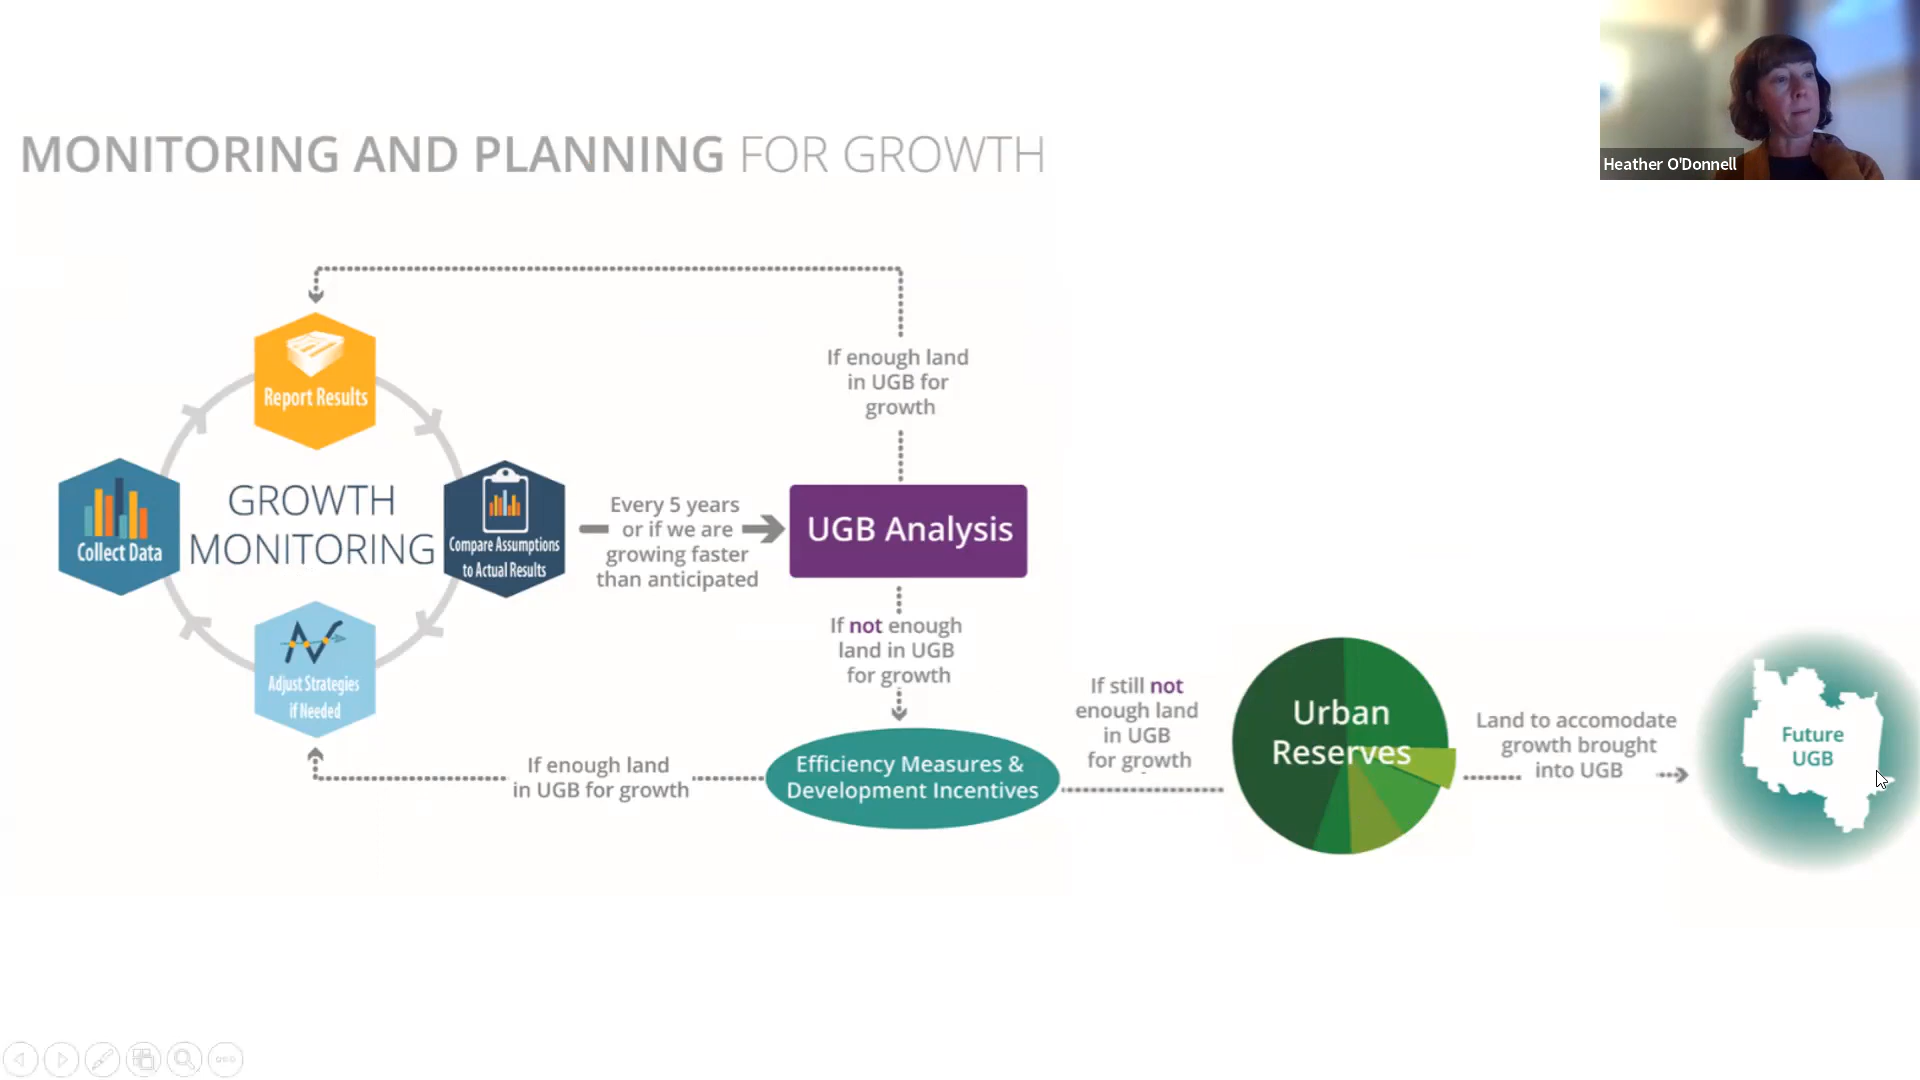 Heather O'Donnell
MONITORING AND PLANNING FOR GROWTH
If enough land
in UGB for
growth
Report Results
GROWTH
MONITORING
Collect Data
Compare Assumptions
to Actual Results
Every 5 years
or if we are
growing faster
than anticipated
UGB Analysis
If not enough
land in UGB
for growth
Adjust Strategies
if Needed
If enough land
in UGB for growth
Efficiency Measures &
Development Incentives
If still not
enough land
in UGB
for growth
Urban
Reserves
Land to accomodate
growth brought
into UGB
Future
UGB